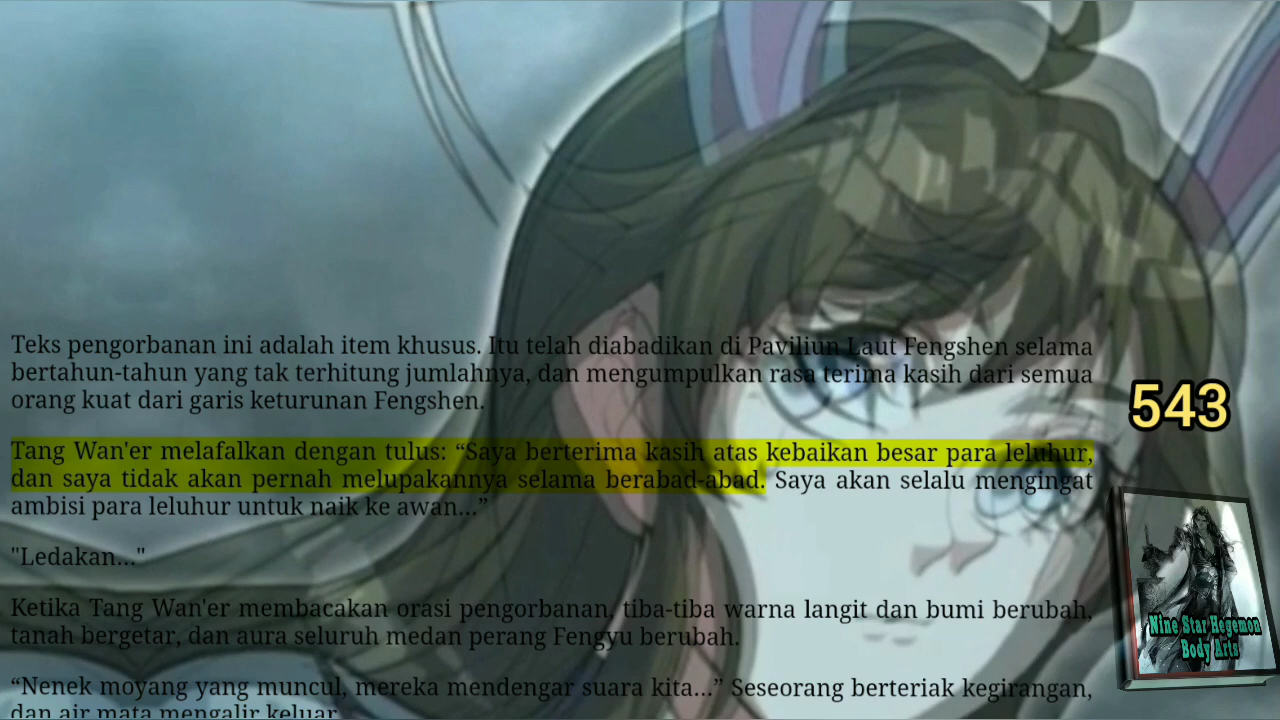 Teks pengorbanan ini adalah item khusus. Itu telah diabadikan di Paviliun Laut Fengshen selama
bertahun-tahun yang tak terhitung jumlahnya, dan mengumpulkan rasa terima kasih dari semua
orang kuat dari garis keturunan Fengshen.
Tang Wan'er melafalkan dengan tulus: “Saya berterima kasih atas kebaikan besar para leluhur,
dan saya tidak akan pernah melupakannya selama berabad-abad. Saya akan selalu mengingat
ambisi para leluhur untuk naik ke awan...”
"Ledakan..."
Ketika Tang Wan'er membacakan orasi pengorbanan, tiba-tiba warna langit dan bumi berubah,
tanah bergetar, dan aura seluruh medan perang Fengyu berubah.
“Nenek moyang yang muncul, mereka mendengar suara kita...” Seseorang berteriak kegirangan,
dan air mata mengalir keluar
543
Nine Star Hegemon
Body Arts